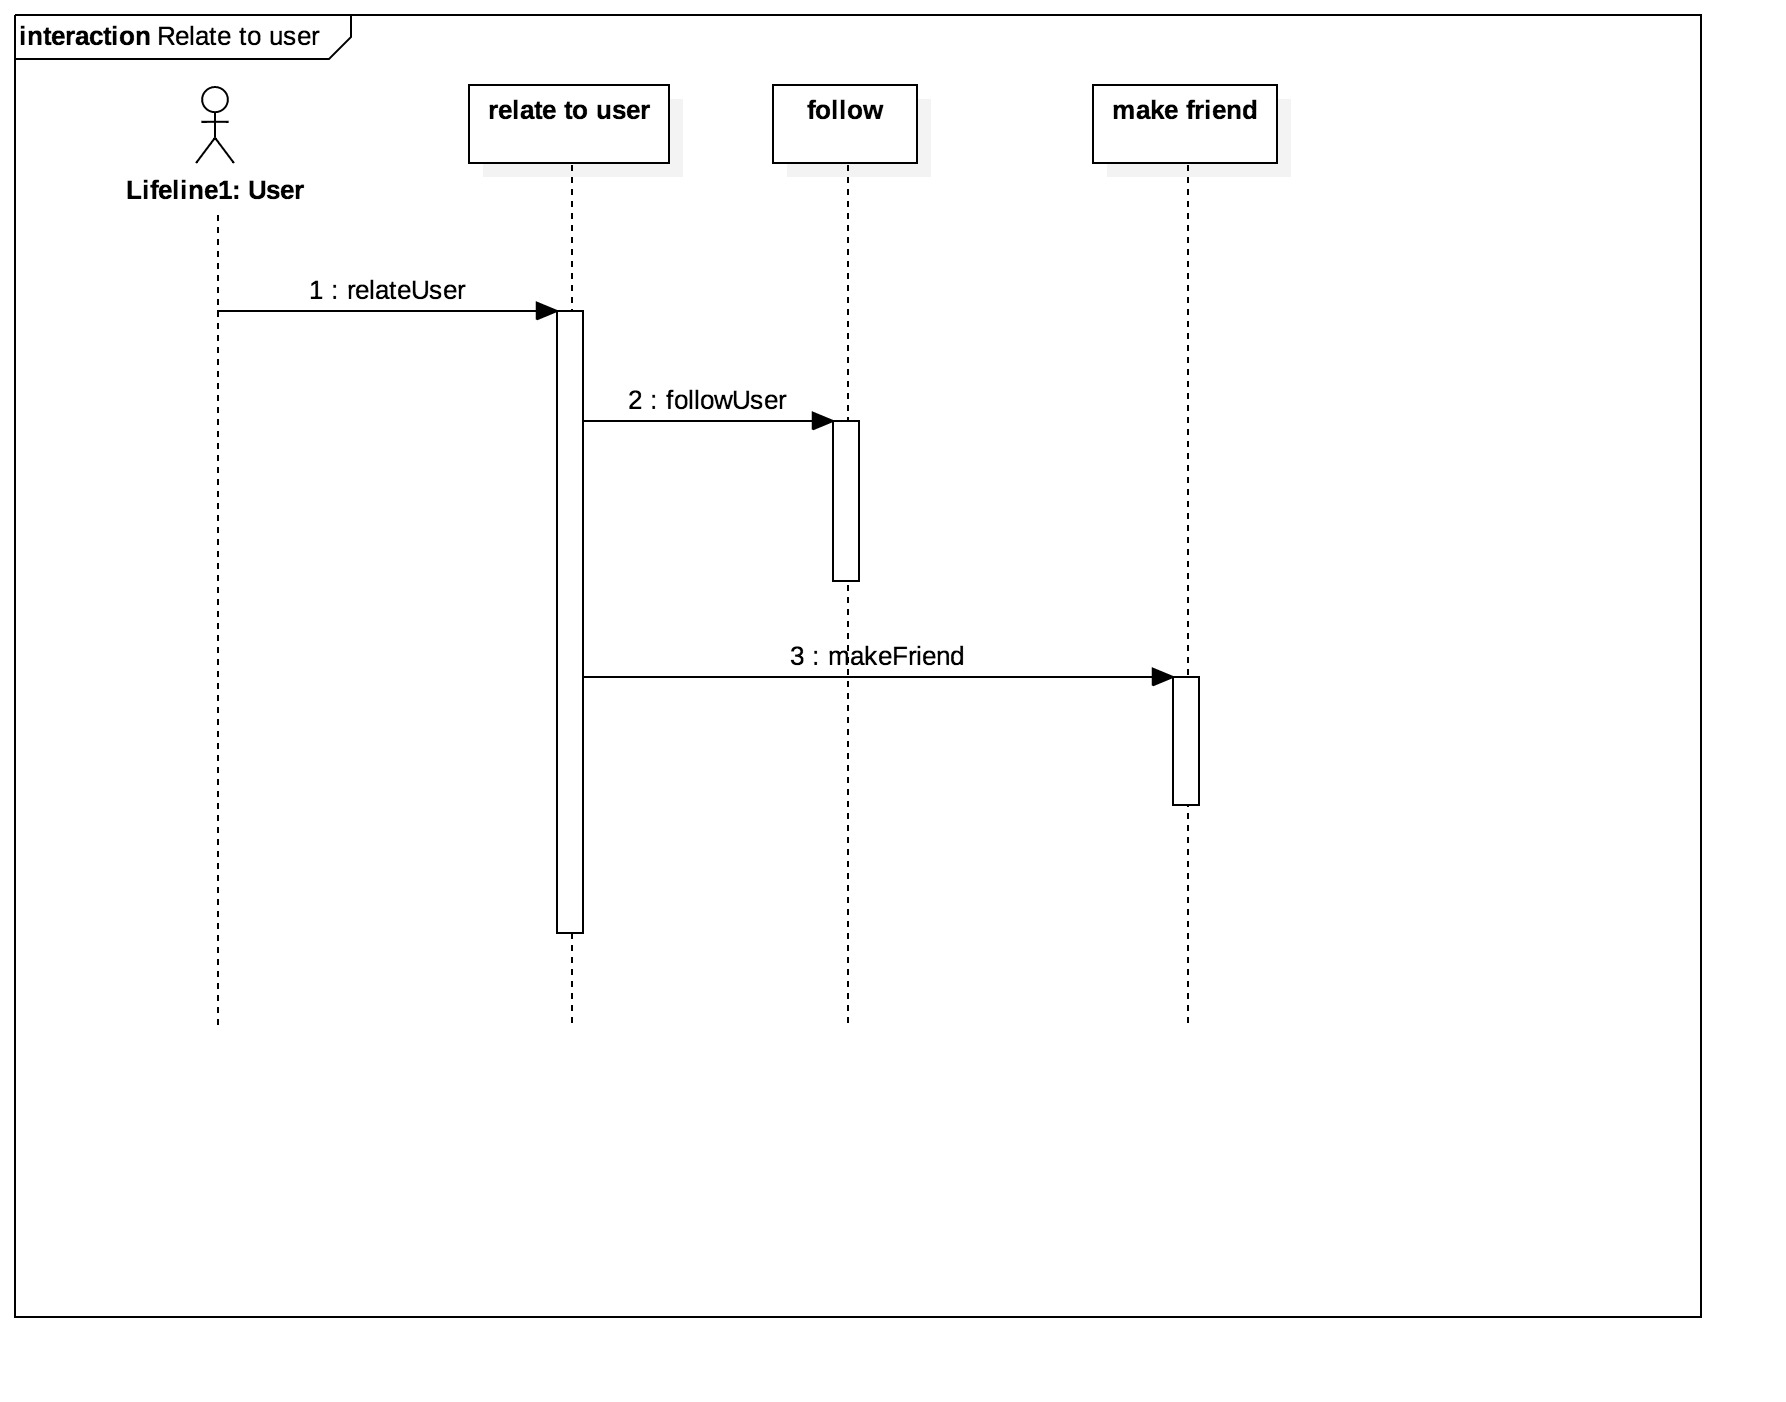 interaction Relate to user
relate to user
follow
make friend
Lifeline1: User
1 : relateUser
2 : followUser
3 : makeFriend